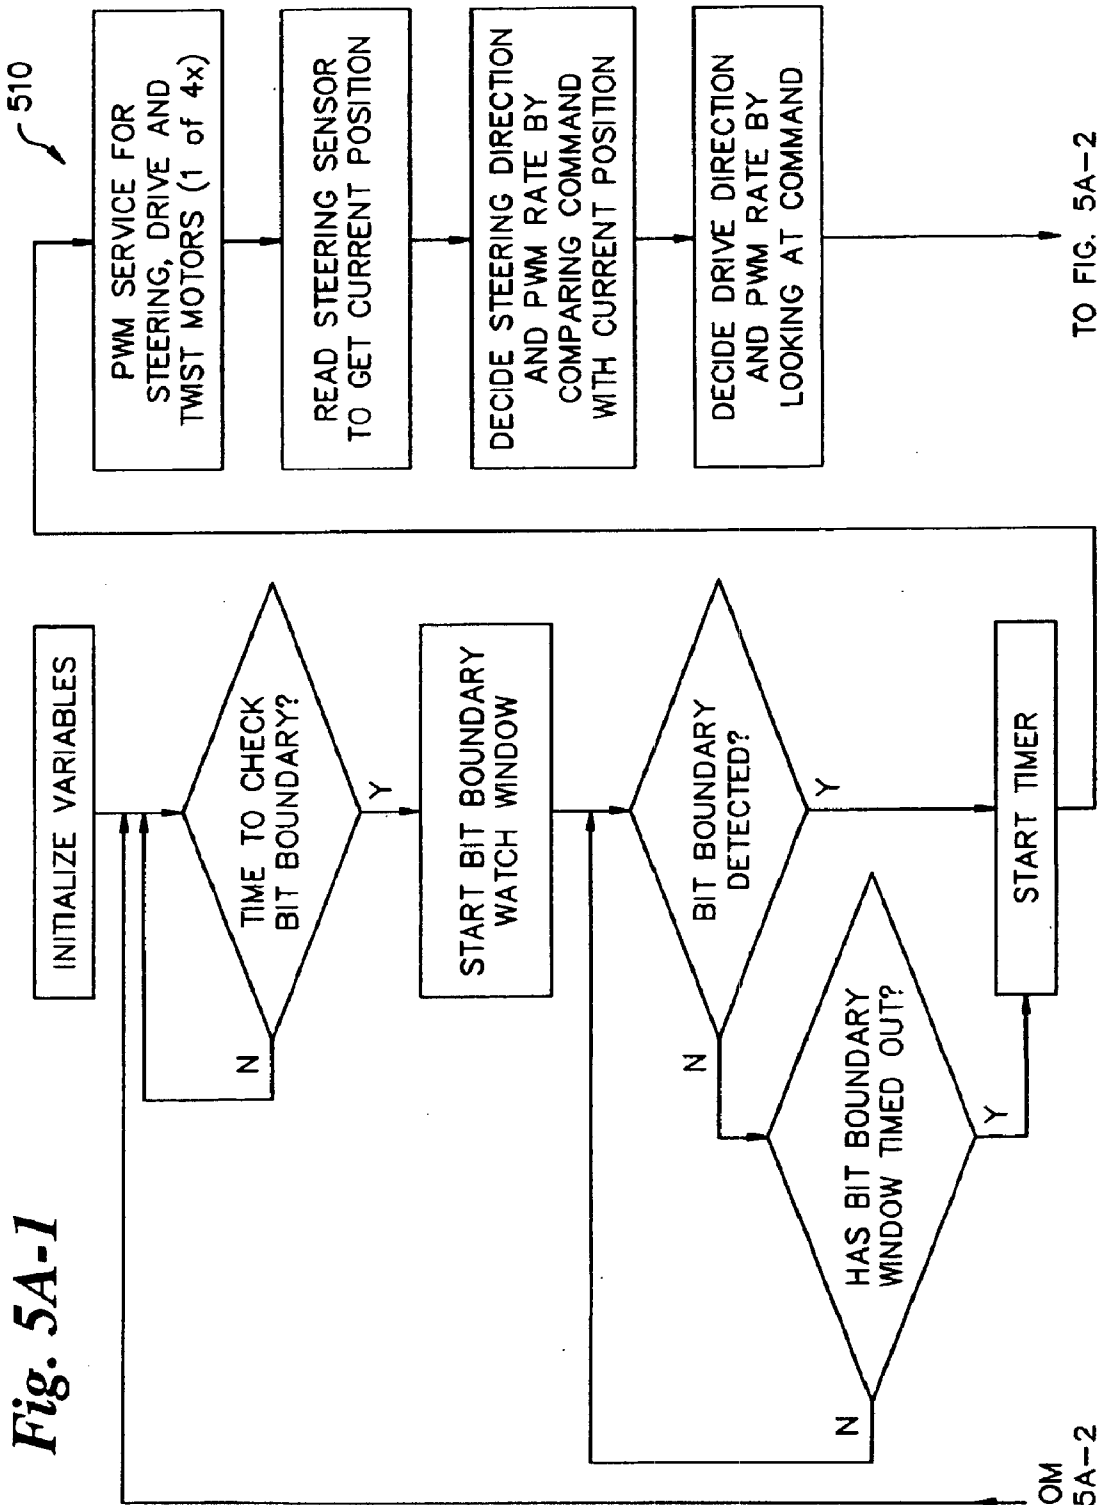 Fig. 5A-1
510
INITIALIZE VARIABLES
TIME TO CHECK
BIT BOUNDARY?
N
Y
START BIT BOUNDARY
WATCH WINDOW
BIT BOUNDARY
DETECTED?
N
Y
HAS BIT BOUNDARY
WINDOW TIMED OUT?
N
Y
START TIMER
OM
5A-2
PWM SERVICE FOR
STEERING, DRIVE AND
TWIST MOTORS (1 of 4x)
READ STEERING SENSOR
TO GET CURRENT POSITION
DECIDE STEERING DIRECTION
AND PWM RATE BY
COMPARING COMMAND
WITH CURRENT POSITION
DECIDE DRIVE DIRECTION
AND PWM RATE BY
LOOKING AT COMMAND
TO FIG. 5A-2